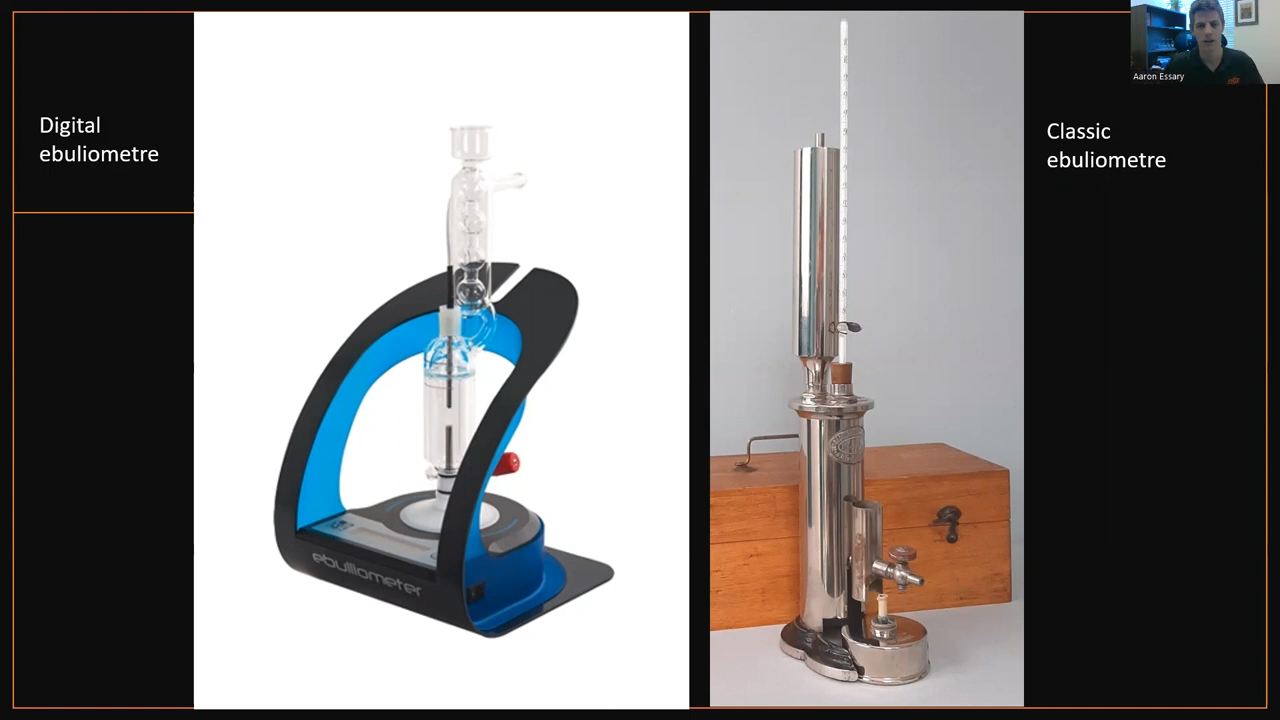 Digital
ebuliometre
ebulliometer
Classic
ebuliometre
Aaron Essary